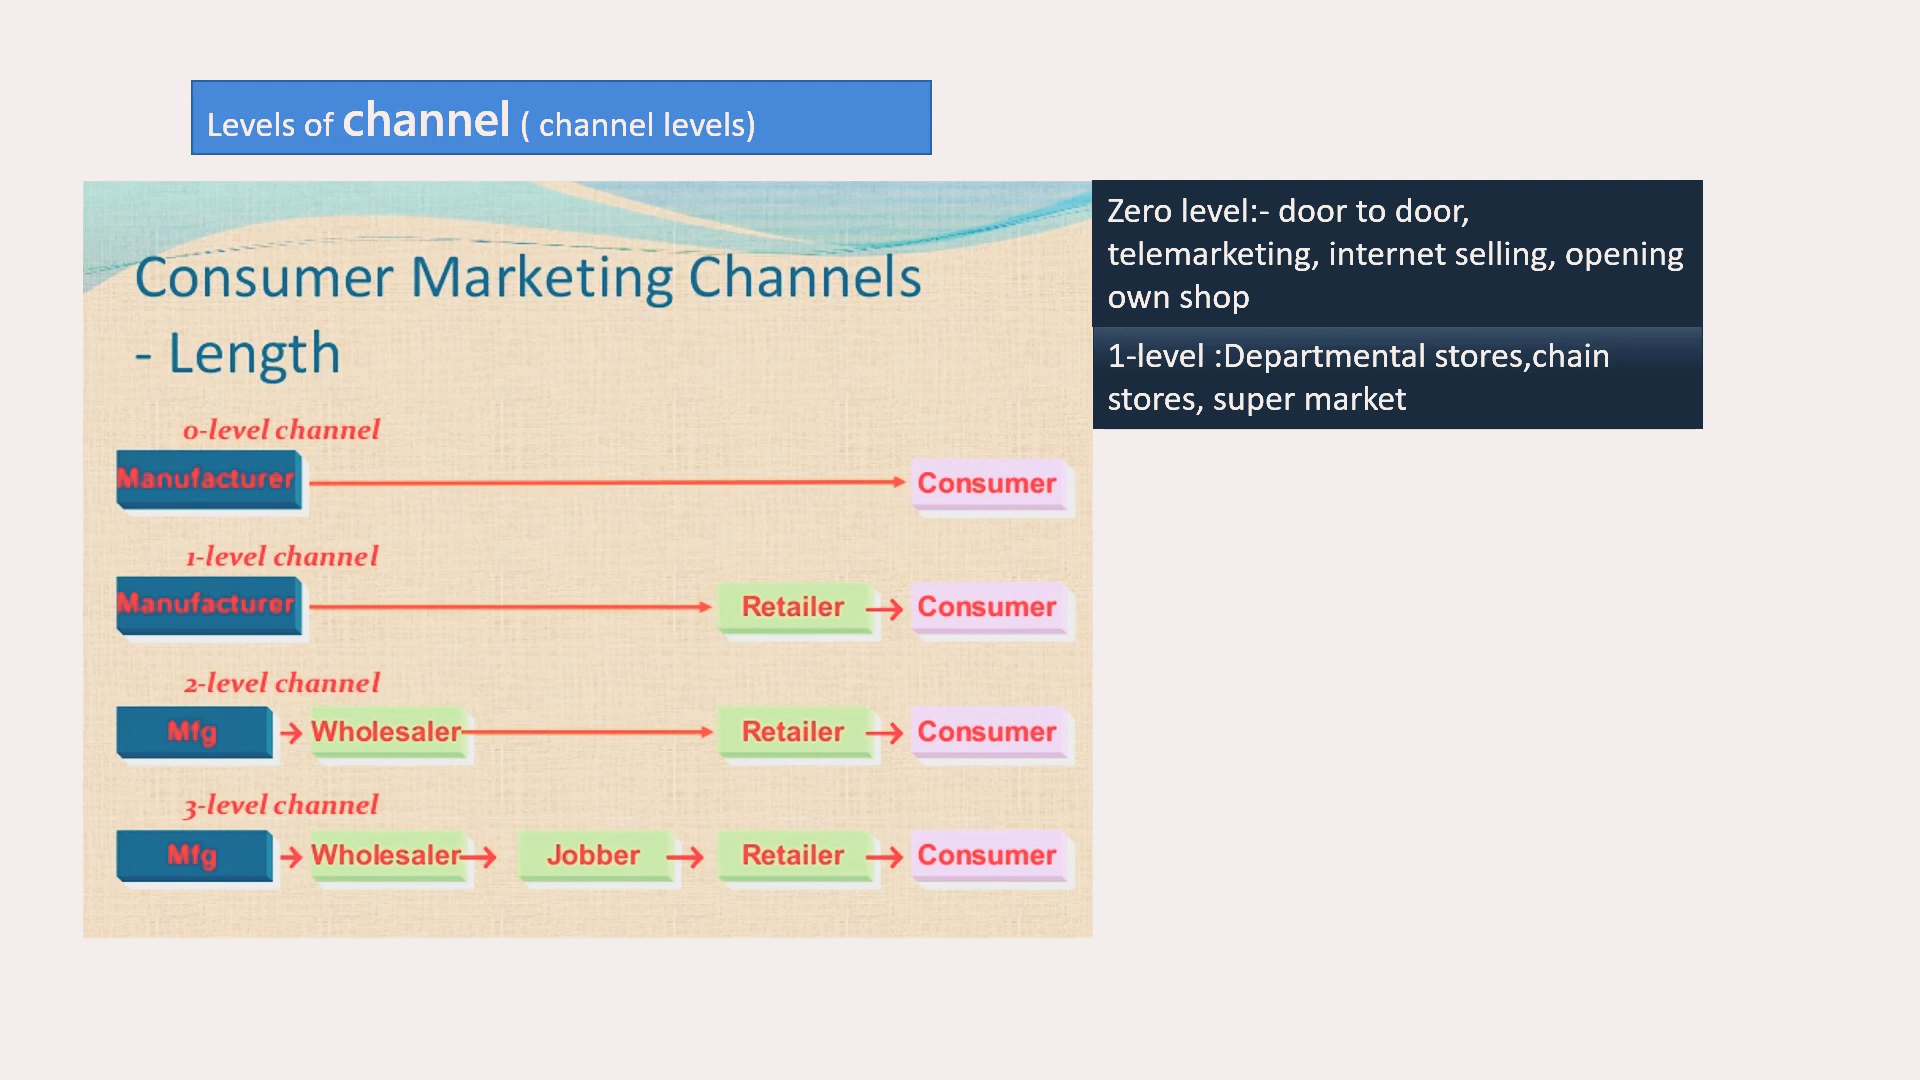 Levels of channel ( channel levels)
Consumer Marketing Channels
- Length
0-level channel
Manufacturer Consumer
1-level channel
Manufacturer Retailer Consumer
2-level channel
Mfg Wholesaler Retailer Consumer
3-level channel
Mfg Wholesaler Jobber Retailer Consumer
Zero level:- door to door,
telemarketing, internet selling, opening
own shop
1-level :Departmental stores,chain
stores, super market